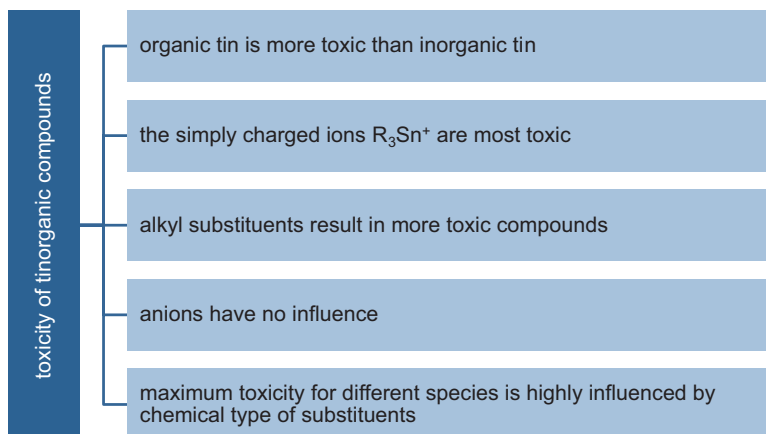 toxicity of tinorganic compounds
organic tin is more toxic than inorganic tin
the simply charged ions R₃Sn⁺ are most toxic
alkyl substituents result in more toxic compounds
anions have no influence
maximum toxicity for different species is highly influenced by
chemical type of substituents